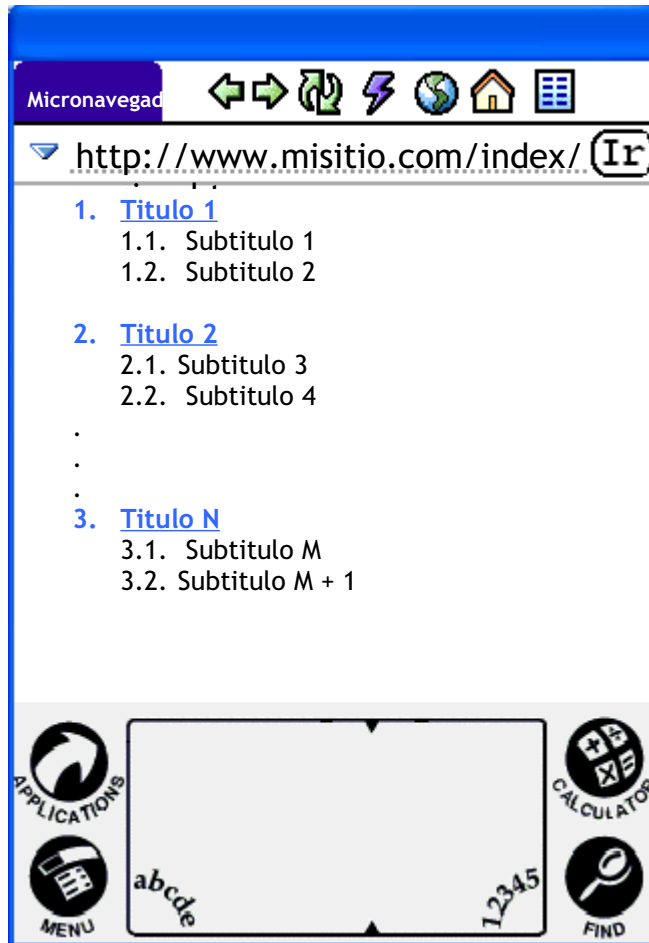 Micronavegad
http://www.misitio.com/index/ Ir
1. Titulo 1
1.1. Subtitulo 1
1.2. Subtitulo 2
2. Titulo 2
2.1. Subtitulo 3
2.2. Subtitulo 4
.
.
.
3. Titulo N
3.1. Subtitulo M
3.2. Subtitulo M + 1
APPLICATIONS
CALCULATOR
abcde
12345
MENU
FIND